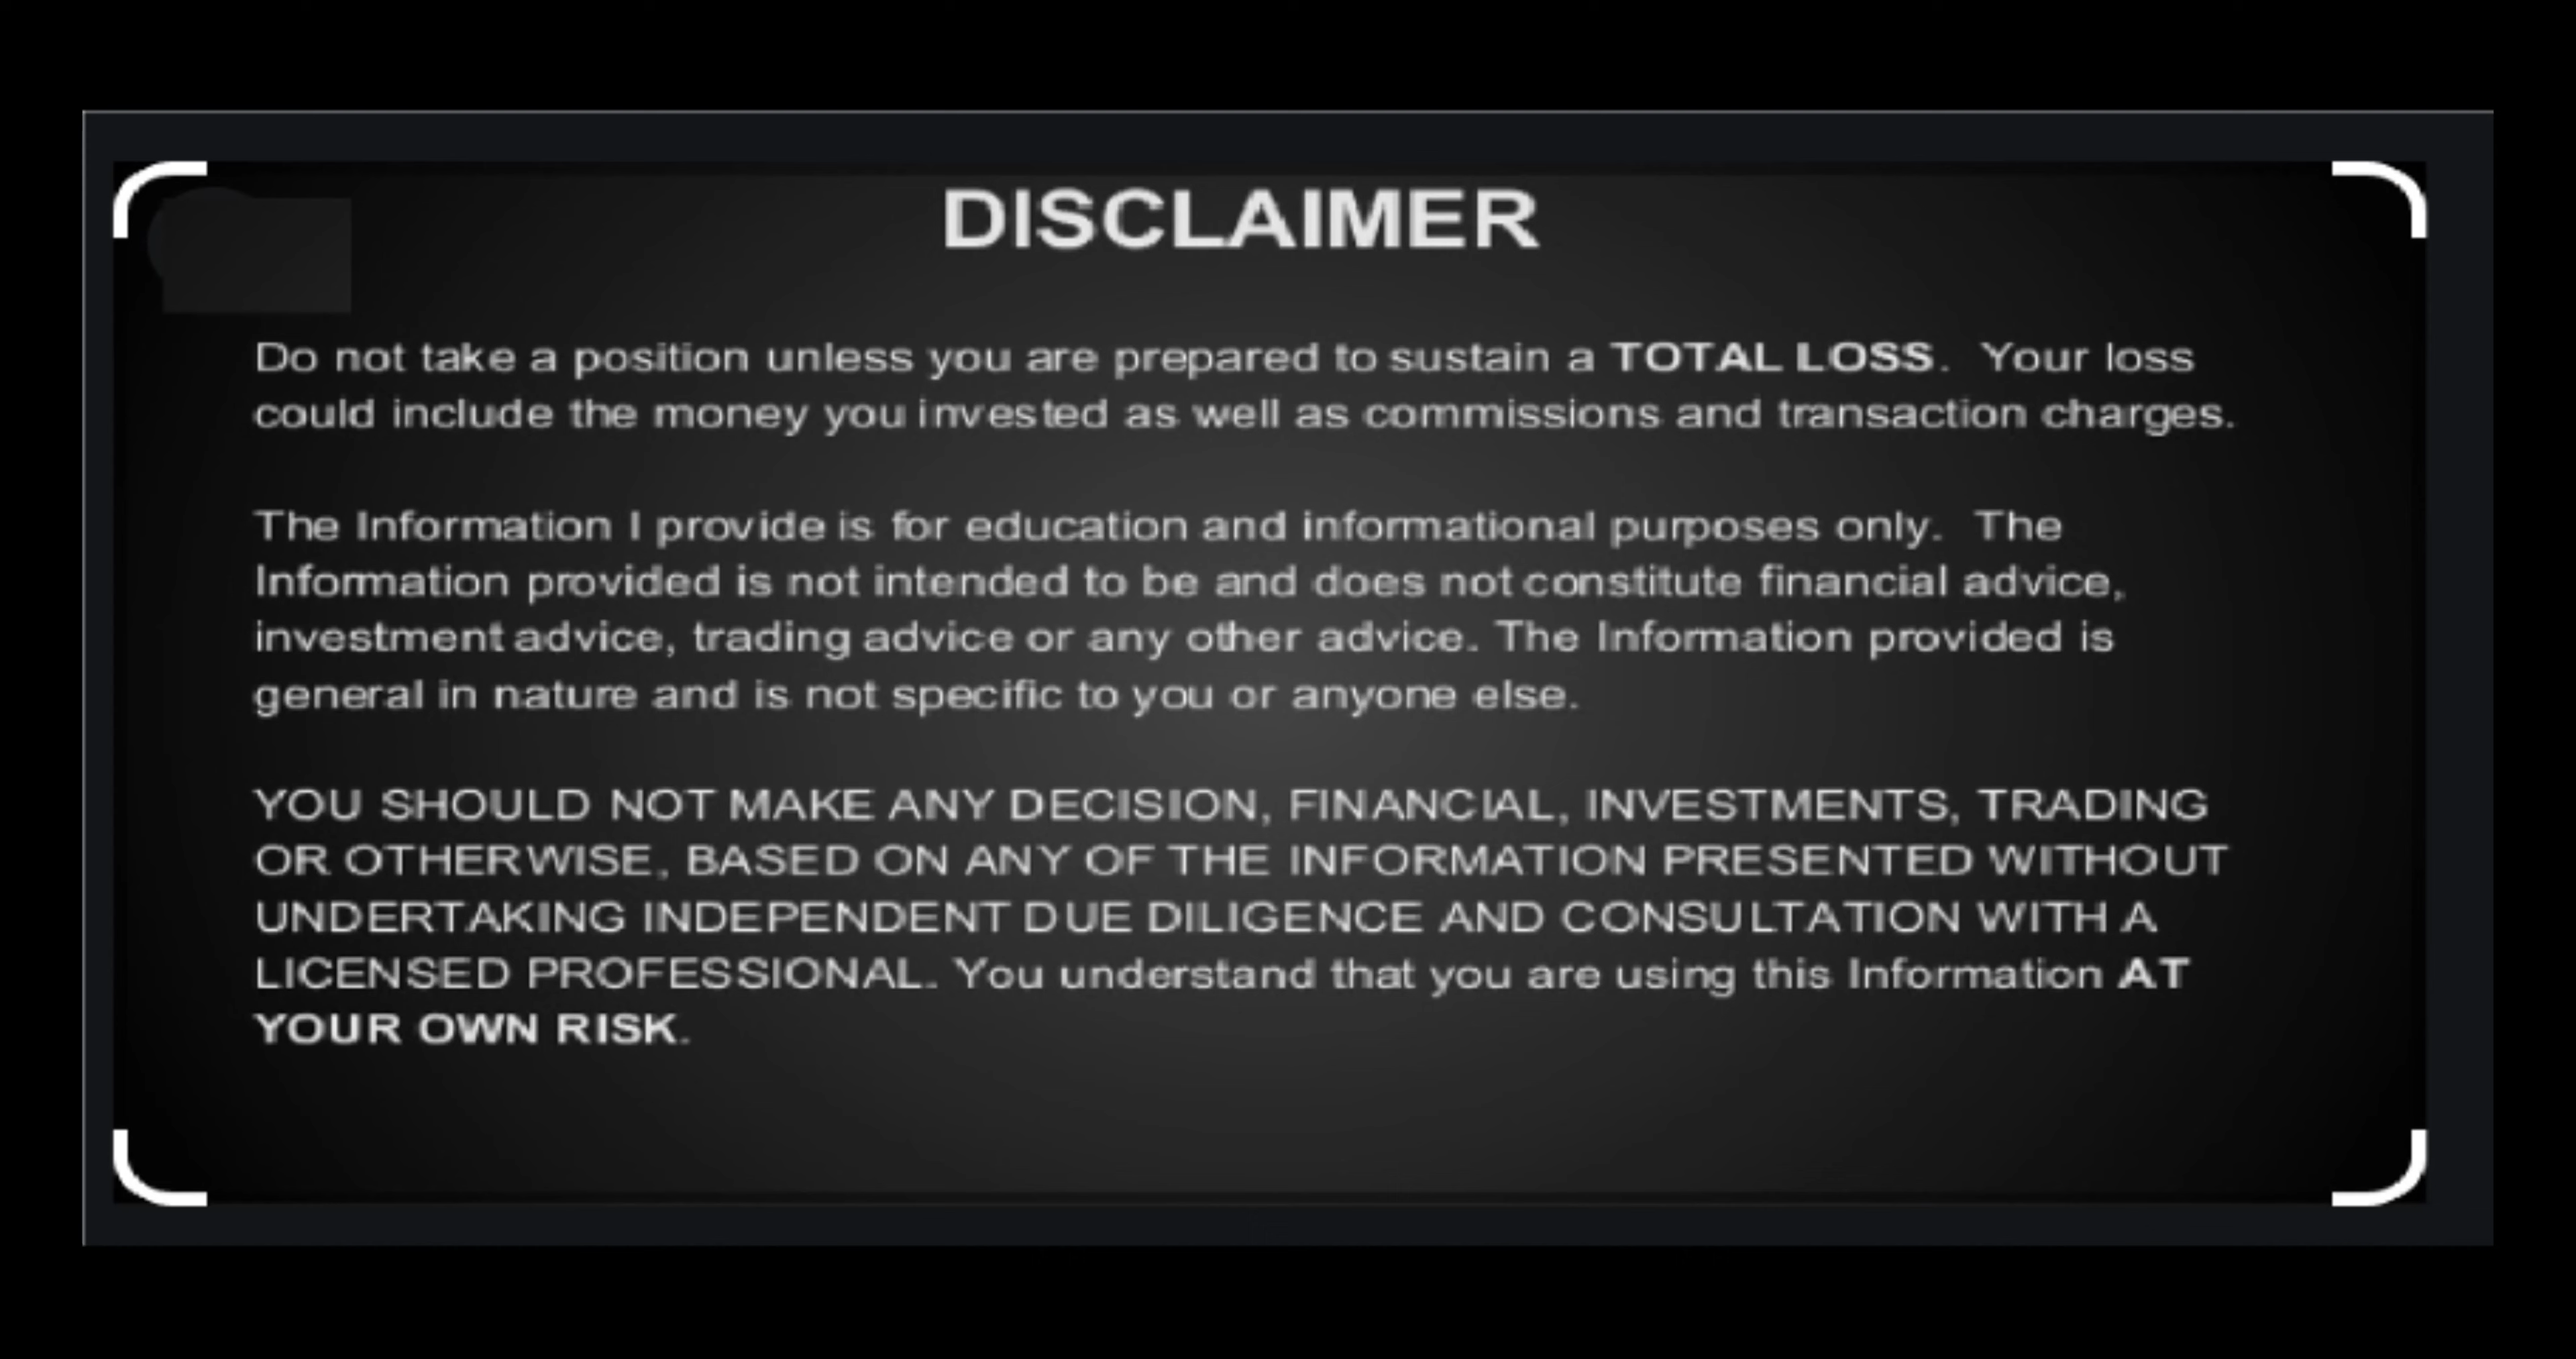 DISCLAIMER
Do not take a position unless you are prepared to sustain a TOTAL LOSS.  Your loss
could include the money you invested as well as commissions and transaction charges.
The Information I provide is for education and informational purposes only.  The
Information provided is not intended to be and does not constitute financial advice,
investment advice, trading advice or any other advice. The Information provided is
general in nature and is not specific to you or anyone else.
YOU SHOULD NOT MAKE ANY DECISION, FINANCIAL, INVESTMENTS, TRADING
OR OTHERWISE, BASED ON ANY OF THE INFORMATION PRESENTED WITHOUT
UNDERTAKING INDEPENDENT DUE DILIGENCE AND CONSULTATION WITH A
LICENSED PROFESSIONAL. You understand that you are using this Information AT
YOUR OWN RISK.